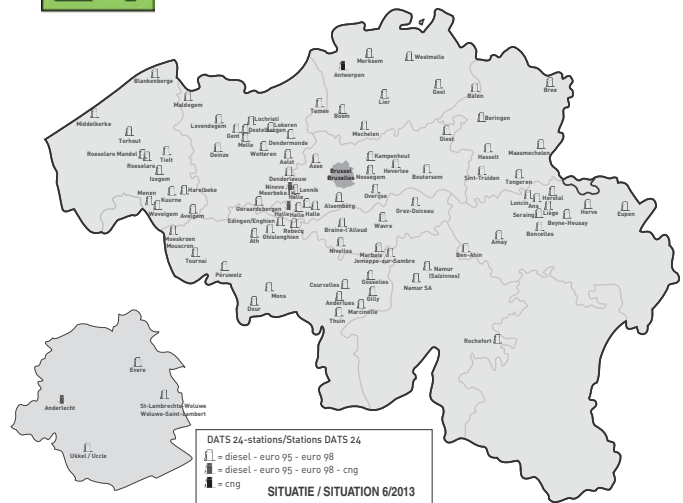 Merksem
Westmalle
Antwerpen
Blankenberge
Geel
Balen
Bree
Maldegem
Lier
Temse
Boom
Middelkerke
Lovendegem
Lochristi
Lokeren
Beringen
Gent
Destelbergen
Mechelen
Torhout
Melle
Dendermonde
Diest
Roeselare Mandel
Tielt
Deinze
Wetteren
Aalst
Asse
Kampenhout
Hasselt
Maasmechelen
Roeselare
Brussel
Bruxelles
Nossegem
Heverlee
Boutersem
Izegem
Denderleeuw
Sint-Truiden
Tongeren
Ninove
Meerbeke
Lennik
Halle
Menen
Kuurne
Harelbeke
Alsemberg
Overijse
Loncin
Herstal
Wevelgem
Avelgem
Geraardsbergen
Halle
Halle
Halle
Grez-Doiceau
Ans
Liège
Herve
Eupen
Edingen/Enghien
Rebecq
Braine-l'Alleud
Wavre
Seraing
Beyne-Heusay
Moeskroen
Mouscron
Ath
Ghislenghien
Boncelles
Amay
Nivelles
Marbais
Jemeppe-sur-Sambre
Ben-Ahin
Tournai
Péruwelz
Namur
(Salzinnes)
Gosselies
Namur SA
Courcelles
Mons
Gilly
Anderlues
Marcinelle
Dour
Thuin
Rochefort
Evere
Anderlecht
St-Lambrechts-Woluwe
Woluwe-Saint-Lambert
Ukkel / Uccle
DATS 24-stations/Stations DATS 24
= diesel - euro 95 - euro 98
= diesel - euro 95 - euro 98 - cng
= cng
SITUATIE / SITUATION 6/2013